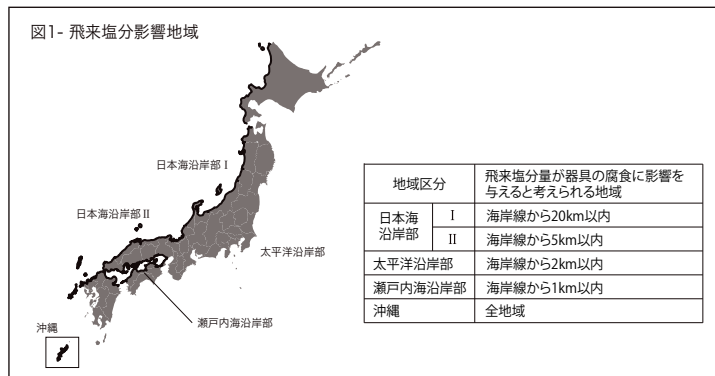 図1- 飛来塩分影響地域
日本海沿岸部Ⅰ
日本海沿岸部Ⅱ
太平洋沿岸部
瀬戸内海沿岸部
沖縄
地域区分
飛来塩分量が器具の腐食に影響を
与えると考えられる地域
日本海
沿岸部
Ⅰ
海岸線から20km以内
Ⅱ
海岸線から5km以内
太平洋沿岸部
海岸線から2km以内
瀬戸内海沿岸部
海岸線から1km以内
沖縄
全地域